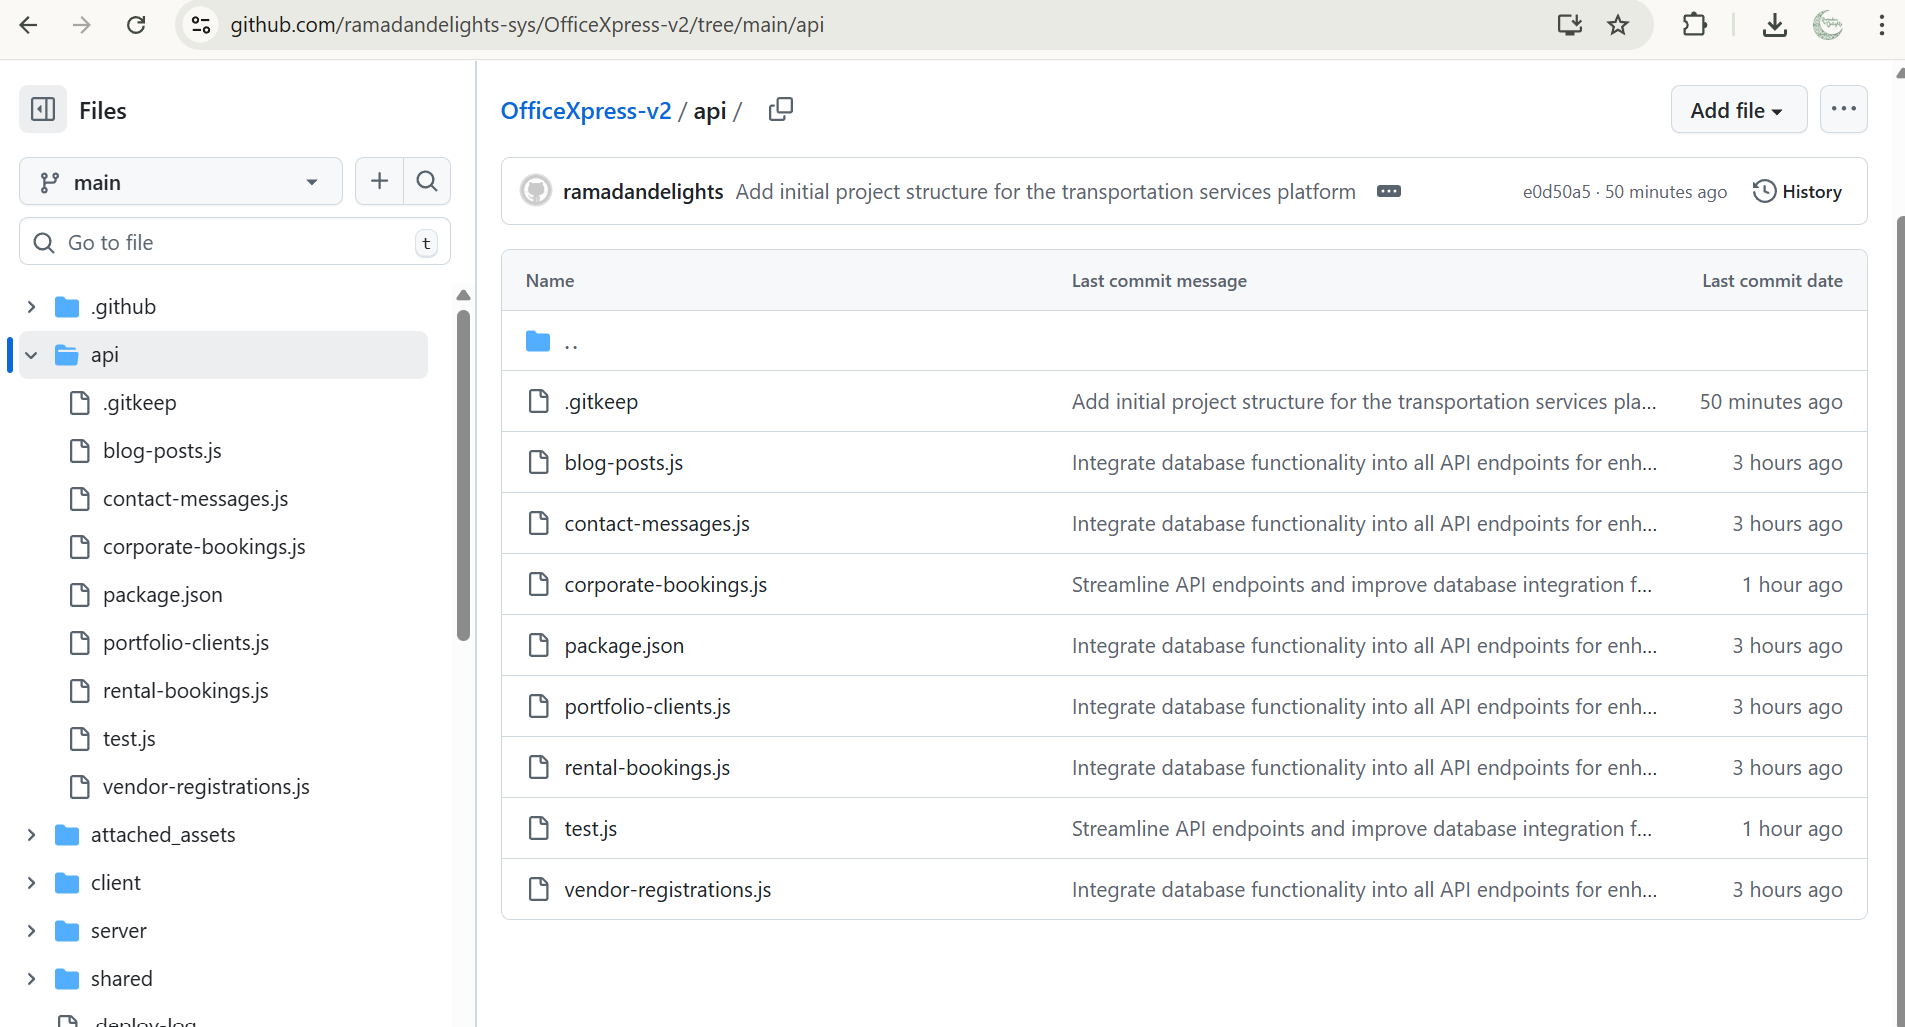 github.com/ramadandelights-sys/OfficeXpress-v2/tree/main/api
Files
main
Go to file
t
.github
api
.gitkeep
blog-posts.js
contact-messages.js
corporate-bookings.js
package.json
portfolio-clients.js
rental-bookings.js
test.js
vendor-registrations.js
attached_assets
client
server
shared
.deploy-log
OfficeXpress-v2 / api /
Add file
ramadandelights Add initial project structure for the transportation services platform
e0d50a5 · 50 minutes ago
History
Name Last commit message Last commit date
..
.gitkeep Add initial project structure for the transportation services pla... 50 minutes ago
blog-posts.js Integrate database functionality into all API endpoints for enh... 3 hours ago
contact-messages.js Integrate database functionality into all API endpoints for enh... 3 hours ago
corporate-bookings.js Streamline API endpoints and improve database integration f... 1 hour ago
package.json Integrate database functionality into all API endpoints for enh... 3 hours ago
portfolio-clients.js Integrate database functionality into all API endpoints for enh... 3 hours ago
rental-bookings.js Integrate database functionality into all API endpoints for enh... 3 hours ago
test.js Streamline API endpoints and improve database integration f... 1 hour ago
vendor-registrations.js Integrate database functionality into all API endpoints for enh... 3 hours ago